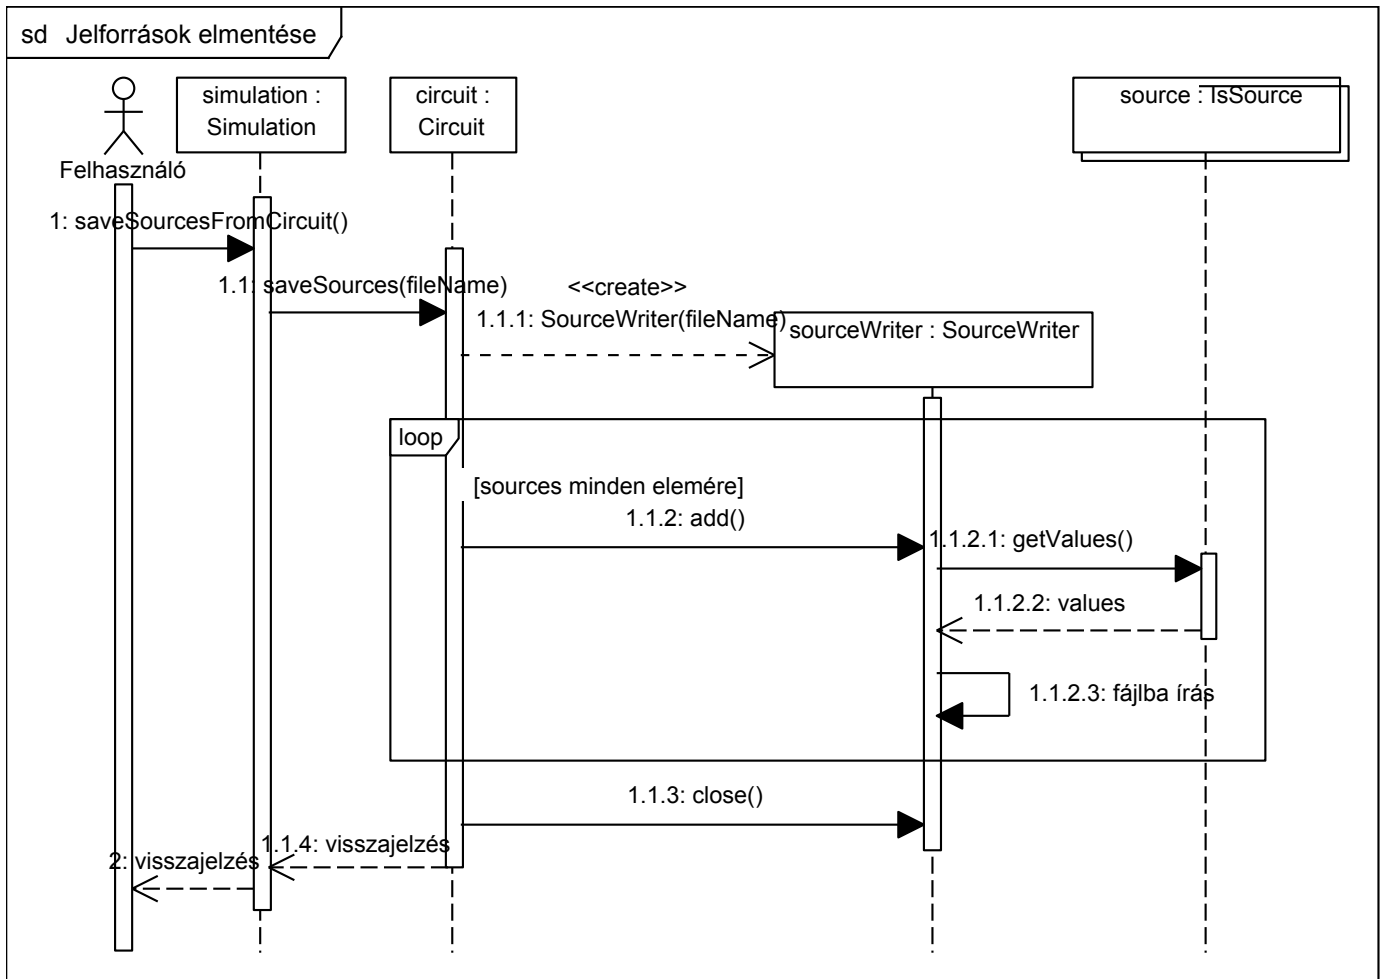 sd Jelforrások elmentése
simulation :
Simulation
circuit :
Circuit
source : IsSource
Felhasználó
1: saveSourcesFromCircuit()
1.1: saveSources(fileName)
<<create>>
1.1.1: SourceWriter(fileName)
sourceWriter : SourceWriter
loop
[sources minden elemére]
1.1.2: add()
1.1.2.1: getValues()
1.1.2.2: values
1.1.2.3: fájlba írás
1.1.3: close()
1.1.4: visszajelzés
2: visszajelzés